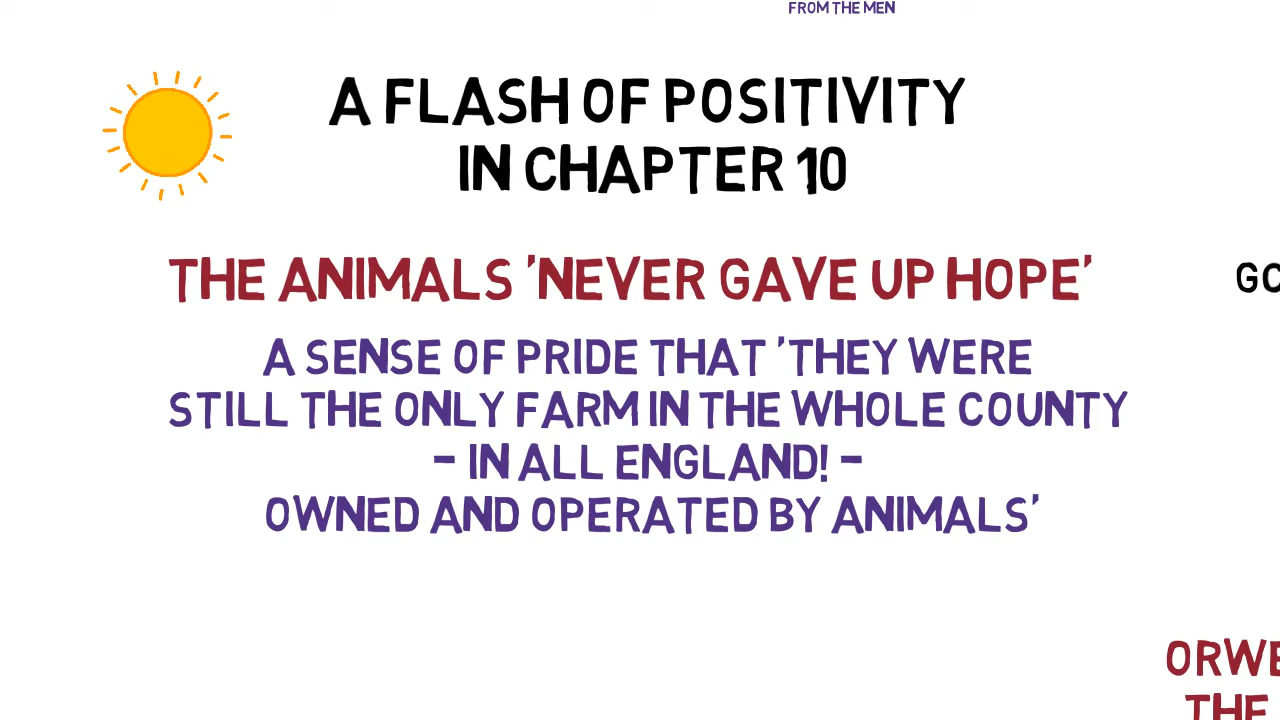 FROM THE MEN
A FLASH OF POSITIVITY
IN CHAPTER 10
THE ANIMALS 'NEVER GAVE UP HOPE'
A SENSE OF PRIDE THAT 'THEY WERE
STILL THE ONLY FARM IN THE WHOLE COUNTY
- IN ALL ENGLAND! -
OWNED AND OPERATED BY ANIMALS'
THE